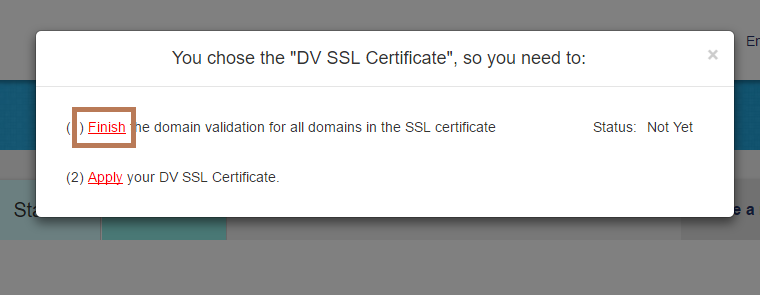 En
You chose the "DV SSL Certificate", so you need to:
×
(1) Finish the domain validation for all domains in the SSL certificate Status: Not Yet
(2) Apply your DV SSL Certificate.
Sta
e a